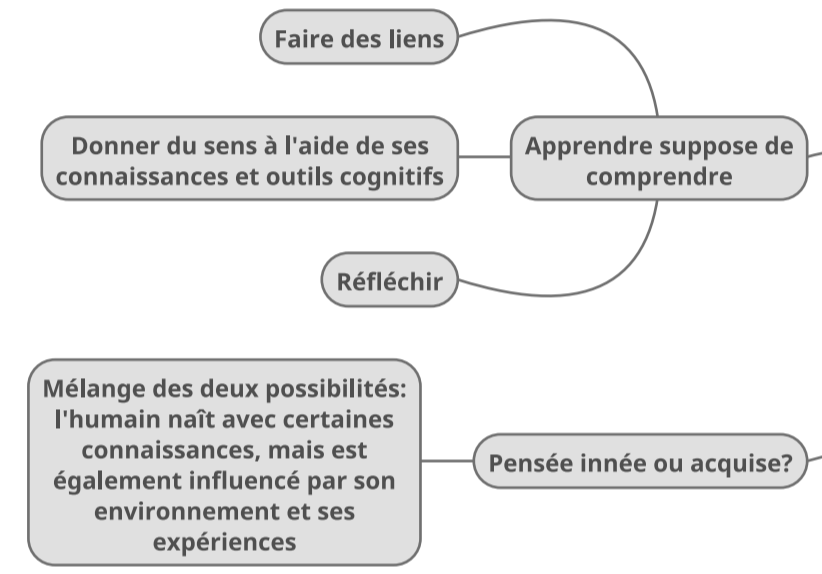 Faire des liens
Donner du sens à l'aide de ses
connaissances et outils cognitifs
Apprendre suppose de
comprendre
Réfléchir
Mélange des deux possibilités:
l'humain naît avec certaines
connaissances, mais est
également influencé par son
environnement et ses
expériences
Pensée innée ou acquise?